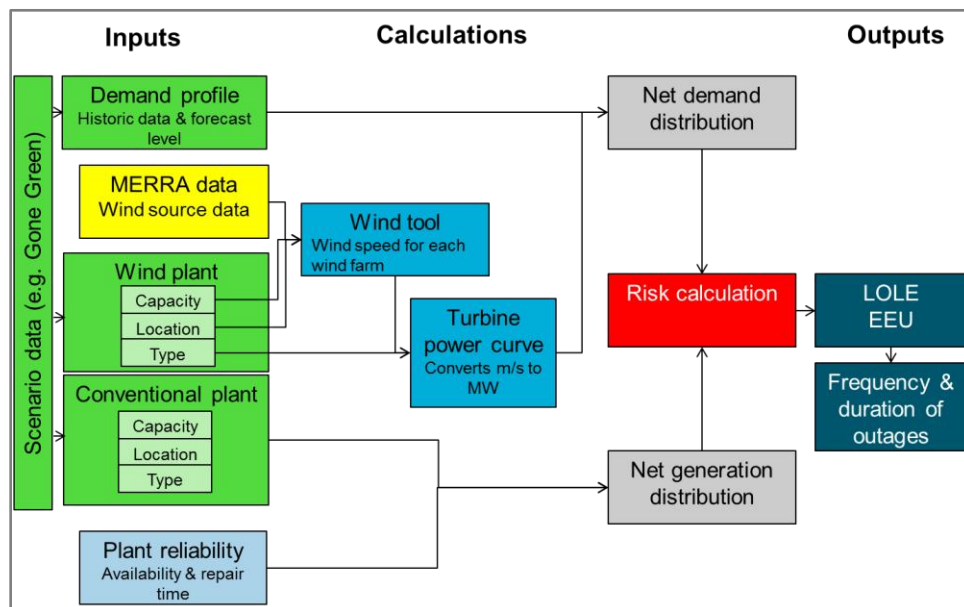 Inputs
Calculations
Outputs
Scenario data (e.g. Gone Green)
Demand profile
Historic data & forecast
level
MERRA data
Wind source data
Wind plant
Capacity
Location
Type
Conventional plant
Capacity
Location
Type
Plant reliability
Availability & repair
time
Wind tool
Wind speed for each
wind farm
Turbine
power curve
Converts m/s to
MW
Net demand
distribution
Risk calculation
Net generation
distribution
LOLE
EEU
Frequency &
duration of
outages